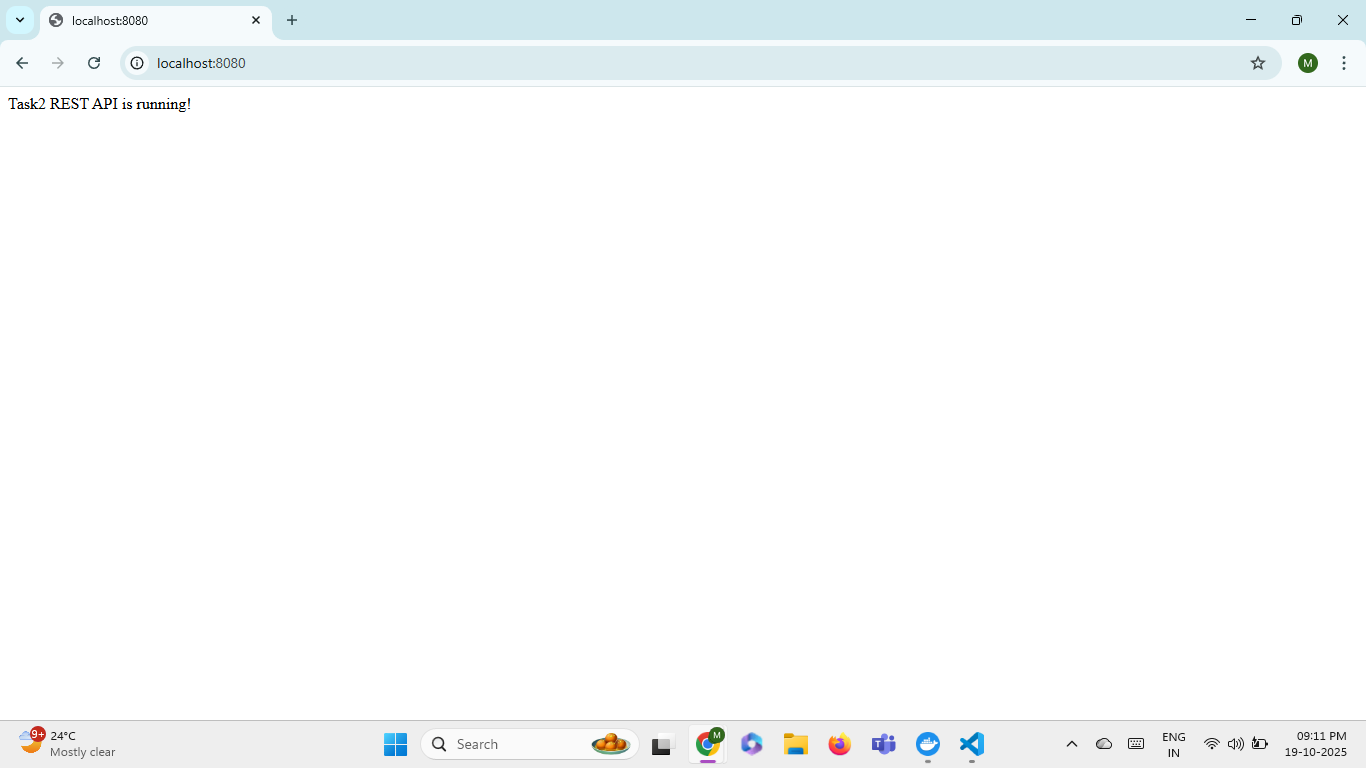 localhost:8080
localhost:8080
M
Task2 REST API is running!
9+
24°C
Mostly clear
Search
M
ENG
IN
09:11 PM
19-10-2025